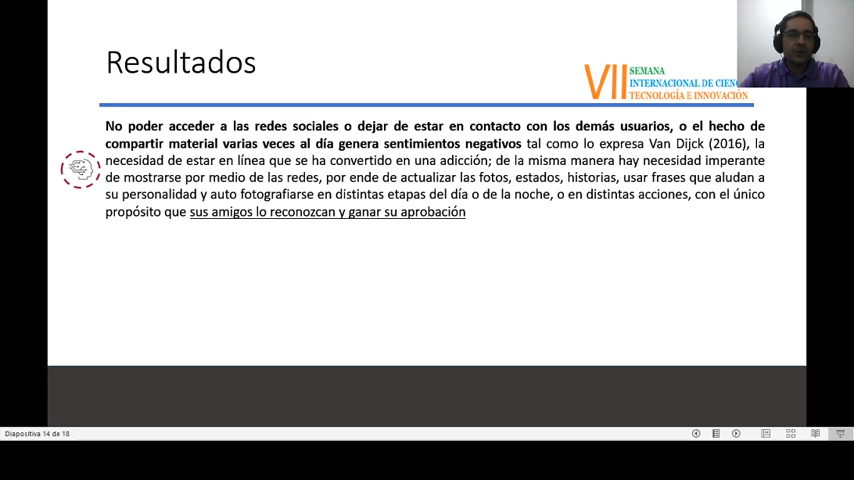 Resultados
VII SEMANA
INTERNACIONAL DE CIENC
TECNOLOGÍA E INNOVACIÓN
No poder acceder a las redes sociales o dejar de estar en contacto con los demás usuarios, o el hecho de
compartir material varias veces al día genera sentimientos negativos tal como lo expresa Van Dijck (2016), la
necesidad de estar en línea que se ha convertido en una adicción; de la misma manera hay necesidad imperante
de mostrarse por medio de las redes, por ende de actualizar las fotos, estados, historias, usar frases que aludan a
su personalidad y auto fotografiarse en distintas etapas del día o de la noche, o en distintas acciones, con el único
propósito que sus amigos lo reconozcan y ganar su aprobación
Diapositiva 14 de 18